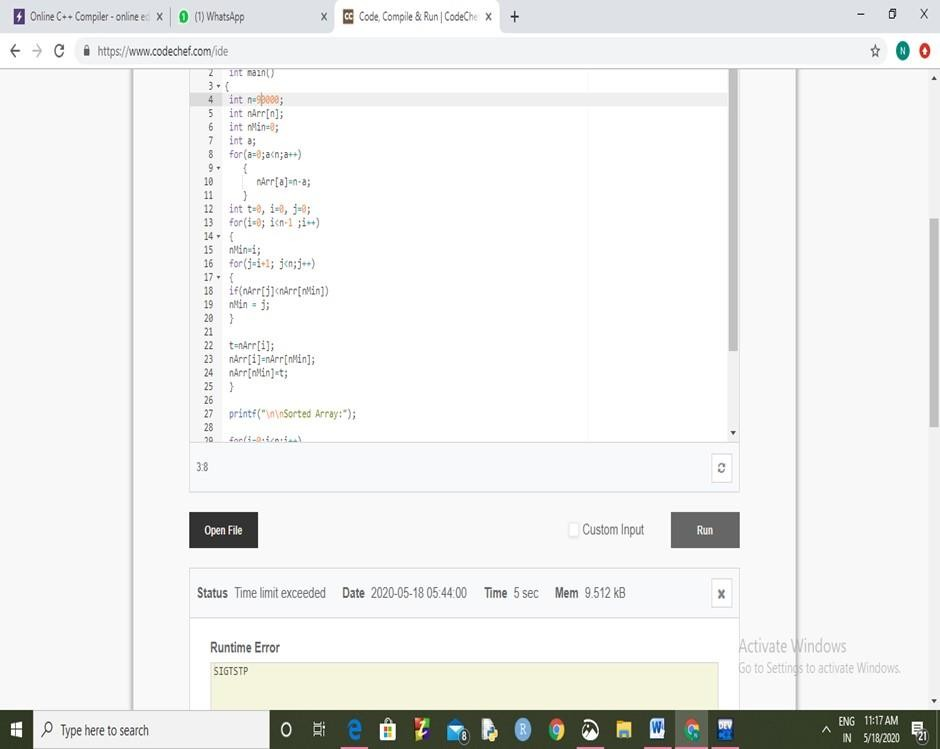 Online C++ Compiler - online ed
(1) WhatsApp
Code, Compile & Run | CodeChe
https://www.codechef.com/ide
N
2 int main()
3 {
4 int n=90000;
5 int nArr[n];
6 int nMin=0;
7 int a;
8 for(a=0;a<n;a++)
9 {
10 nArr[a]=n-a;
11 }
12 int t=0, i=0, j=0;
13 for(i=0; i<n-1 ;i++)
14 {
15 nMin=i;
16 for(j=i+1; j<n;j++)
17 {
18 if(nArr[j]<nArr[nMin])
19 nMin = j;
20 }
21
22 t=nArr[i];
23 nArr[i]=nArr[nMin];
24 nArr[nMin]=t;
25 }
26
27 printf("\n\nSorted Array:");
28
29 for(i=0;i<n;i++)
3:8
Open File
Custom Input
Run
Status Time limit exceeded Date 2020-05-18 05:44:00 Time 5 sec Mem 9.512 kB
Runtime Error
SIGTSTP
Activate Windows
Go to Settings to activate Windows.
Type here to search
8
R
W
DEV
ENG 11:17 AM
IN 5/18/2020
21